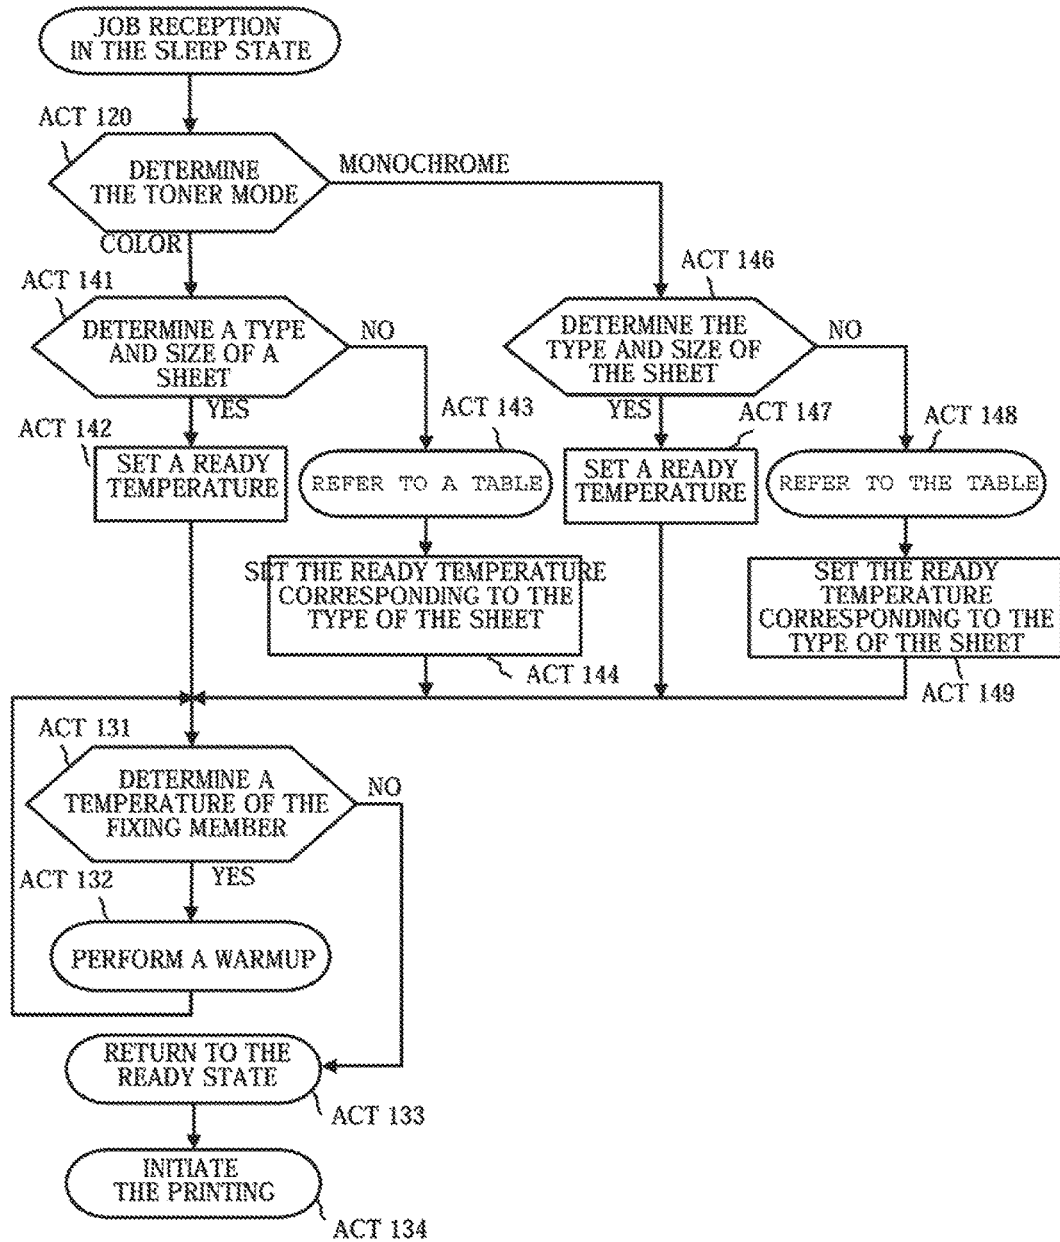 JOB RECEPTION
IN THE SLEEP STATE
ACT 120
DETERMINE
THE TONER MODE
MONOCHROME
COLOR
ACT 141
DETERMINE A TYPE
AND SIZE OF A
SHEET
NO
YES
ACT 146
DETERMINE THE
TYPE AND SIZE OF
THE SHEET
NO
YES
ACT 142
SET A READY
TEMPERATURE
ACT 143
REFER TO A TABLE
ACT 147
SET A READY
TEMPERATURE
ACT 148
REFER TO THE TABLE
SET THE READY TEMPERATURE
CORRESPONDING TO THE
TYPE OF THE SHEET
ACT 144
SET THE READY
TEMPERATURE
CORRESPONDING TO THE
TYPE OF THE SHEET
ACT 149
ACT 131
DETERMINE A
TEMPERATURE OF THE
FIXING MEMBER
NO
YES
ACT 132
PERFORM A WARMUP
RETURN TO THE
READY STATE
ACT 133
INITIATE
THE PRINTING
ACT 134